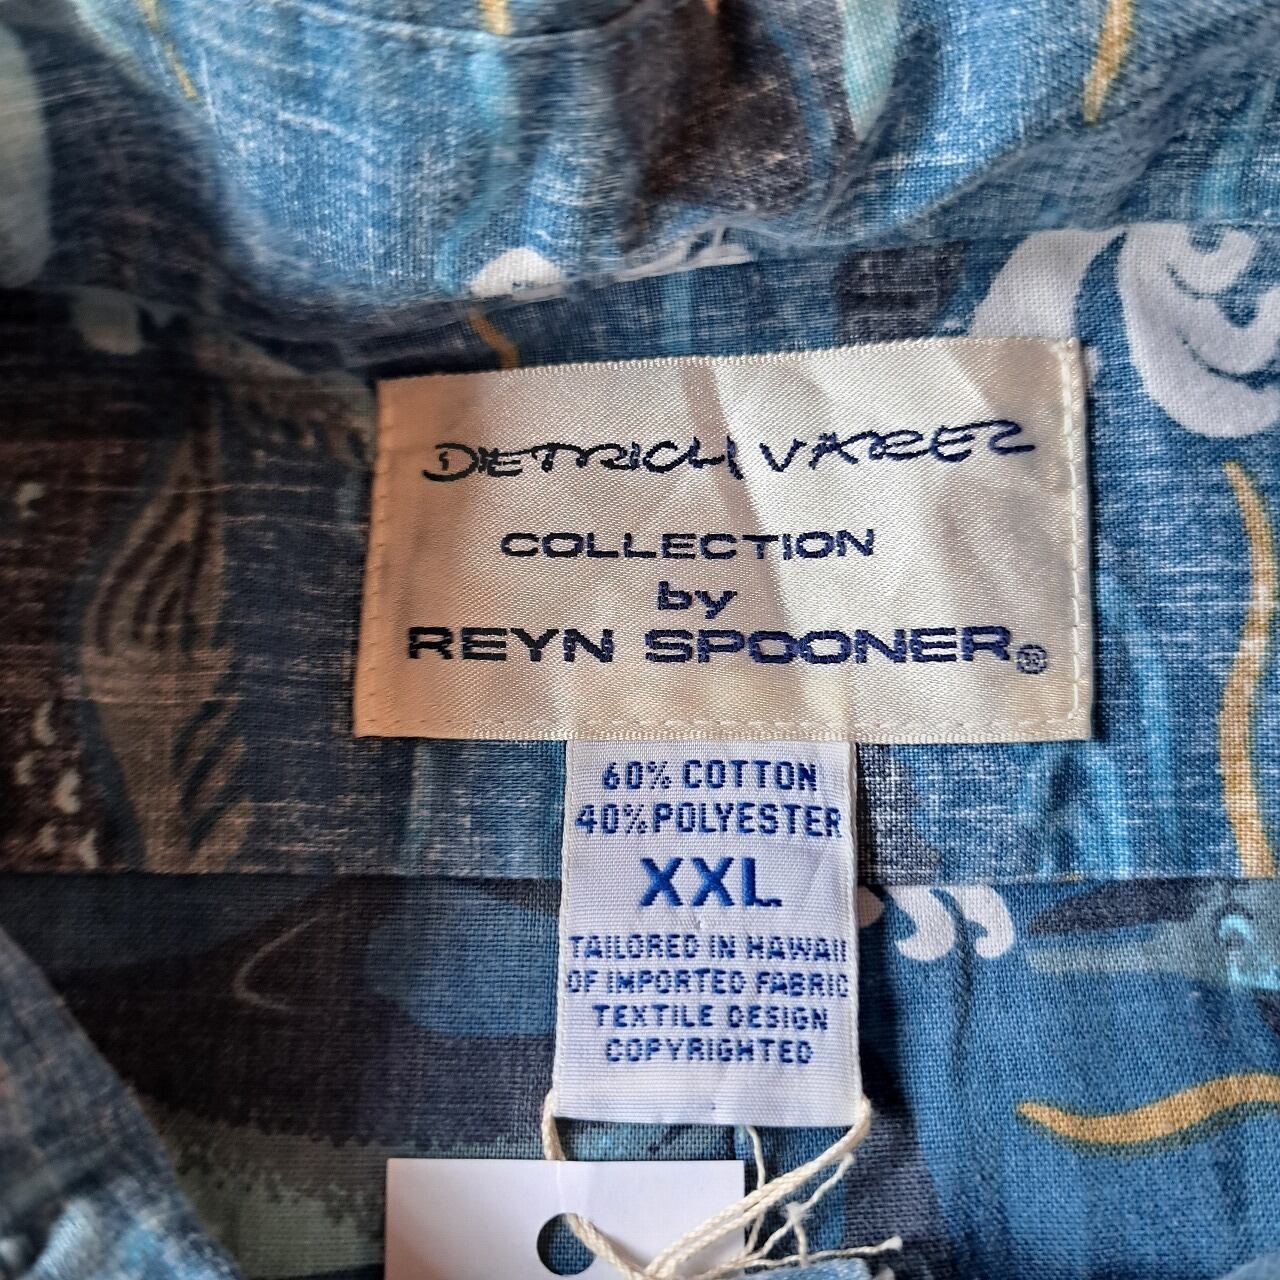 DIETRICH VAREZ
COLLECTION
by
REYN SPOONER®
60% COTTON
40% POLYESTER
XXL
TAILORED IN HAWAII
OF IMPORTED FABRIC
TEXTILE DESIGN
COPYRIGHTED